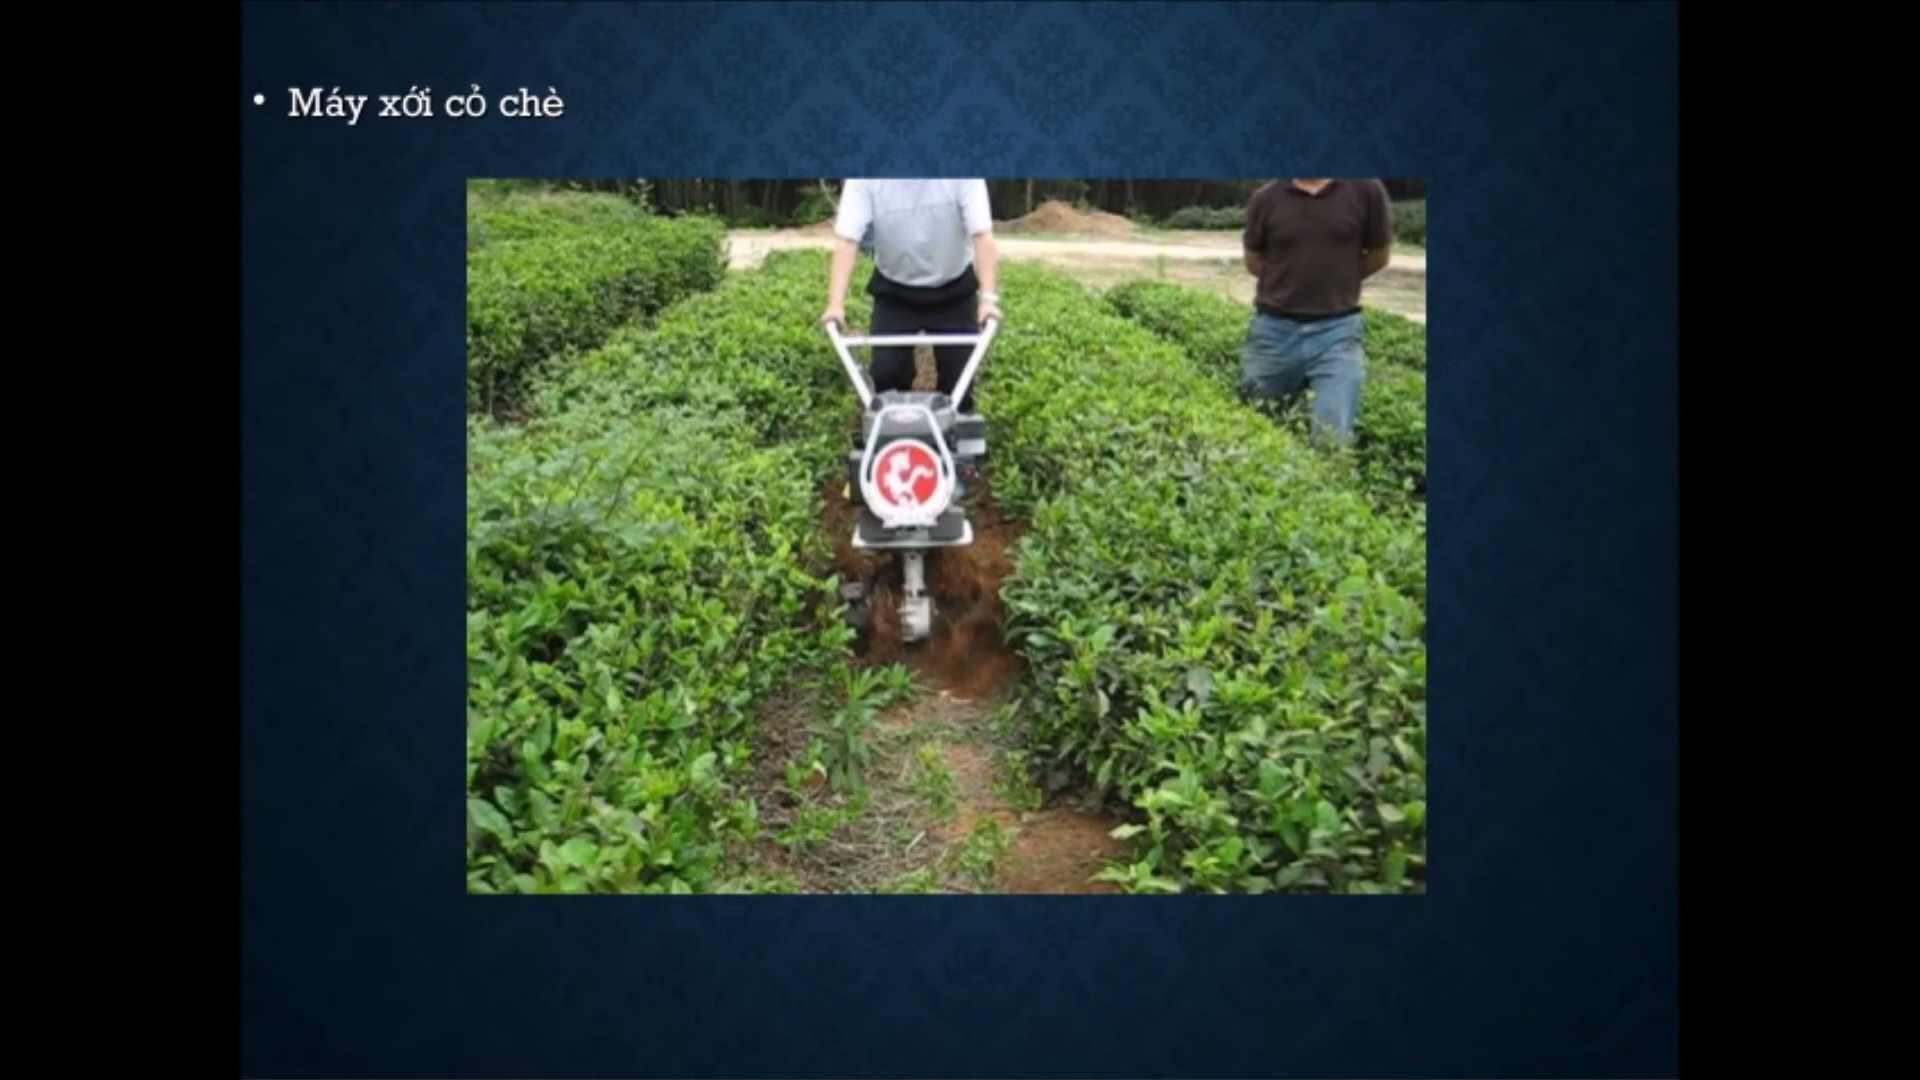 • Máy xới cỏ chè